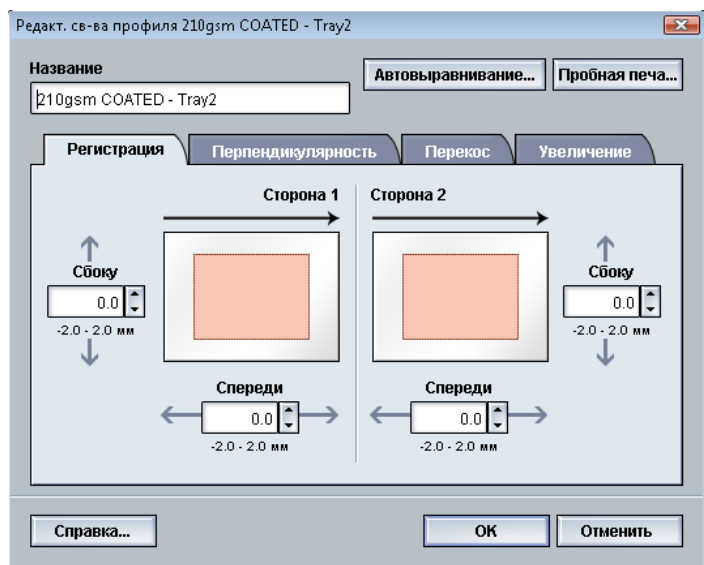 Редакт. св-ва профиля 210gsm COATED - Tray2
Название
210gsm COATED - Tray2
Автовыравнивание...
Пробная печа...
Регистрация
Перпендикулярность
Перекос
Увеличение
Сторона 1
Сторона 2
Сбоку
0.0
-2.0 - 2.0 мм
Сбоку
0.0
-2.0 - 2.0 мм
Спереди
0.0
-2.0 - 2.0 мм
Спереди
0.0
-2.0 - 2.0 мм
Справка...
OK
Отменить